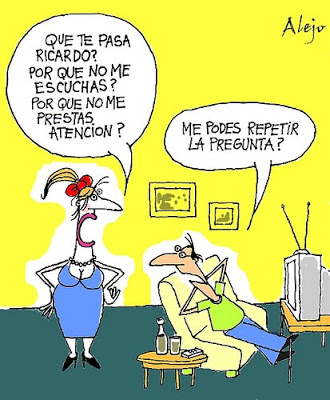 Alejo
QUE TE PASA
RICARDO?
POR QUE NO ME
ESCUCHAS?
POR QUE NO ME
PRESTAS
ATENCION?
ME PODES REPETIR
LA PREGUNTA?